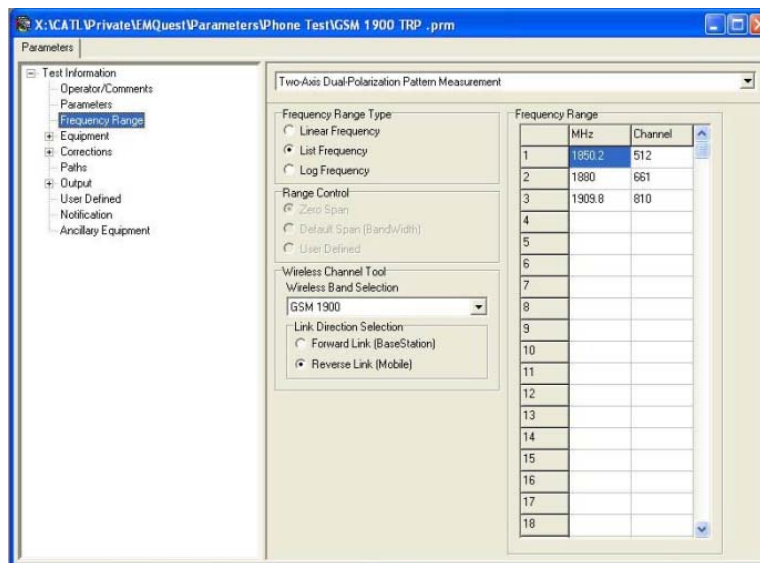 X:\CATL\Private\EMQuest\Parameters\Phone Test\GSM 1900 TRP .prm
Parameters
Test Information
Operator/Comments
Parameters
Frequency Range
Equipment
Corrections
Paths
Output
User Defined
Notification
Ancillary Equipment
Two-Axis Dual-Polarization Pattern Measurement
Frequency Range Type
Linear Frequency
List Frequency
Log Frequency
Range Control
Zero Span
Default Span (BandWidth)
User Defined
Wireless Channel Tool
Wireless Band Selection
GSM 1900
Link Direction Selection
Forward Link (BaseStation)
Reverse Link (Mobile)
Frequency Range
MHz Channel
1 1850.2 512
2 1880 661
3 1909.8 810
4
5
6
7
8
9
10
11
12
13
14
15
16
17
18